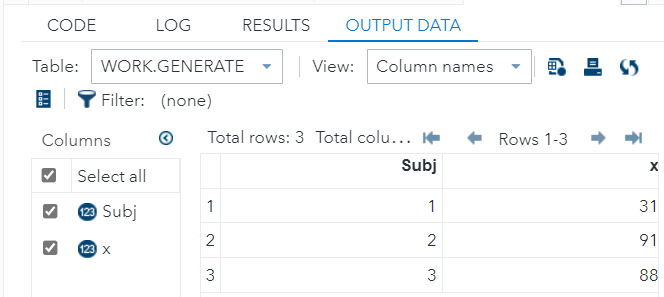 CODE LOG RESULTS OUTPUT DATA
Table: WORK.GENERATE View: Column names
Filter: (none)
Columns Total rows: 3 Total colu... Rows 1-3
Select all Subj x
123 Subj 1 1 31
123 x 2 2 91
3 3 88